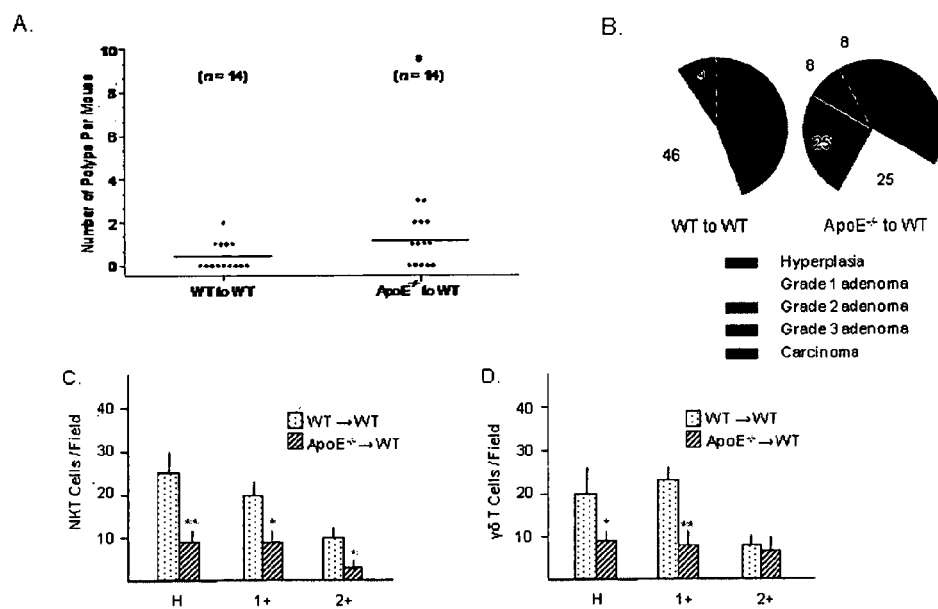 A.
Number of Polyps Per Mouse
10
8
6
4
2
0
(n = 14)
(n = 14)
WT to WT
ApoE-/- to WT
B.
9
46
8
8
25
25
WT to WT
ApoE-/- to WT
Hyperplasia
Grade 1 adenoma
Grade 2 adenoma
Grade 3 adenoma
Carcinoma
C.
NKT Cells/Field
40
30
20
10
WT →WT
ApoE-/-→WT
**
*
*
H
1+
2+
D.
γδ T Cells/Field
40
30
20
10
WT →WT
ApoE-/-→WT
*
**
H
1+
2+